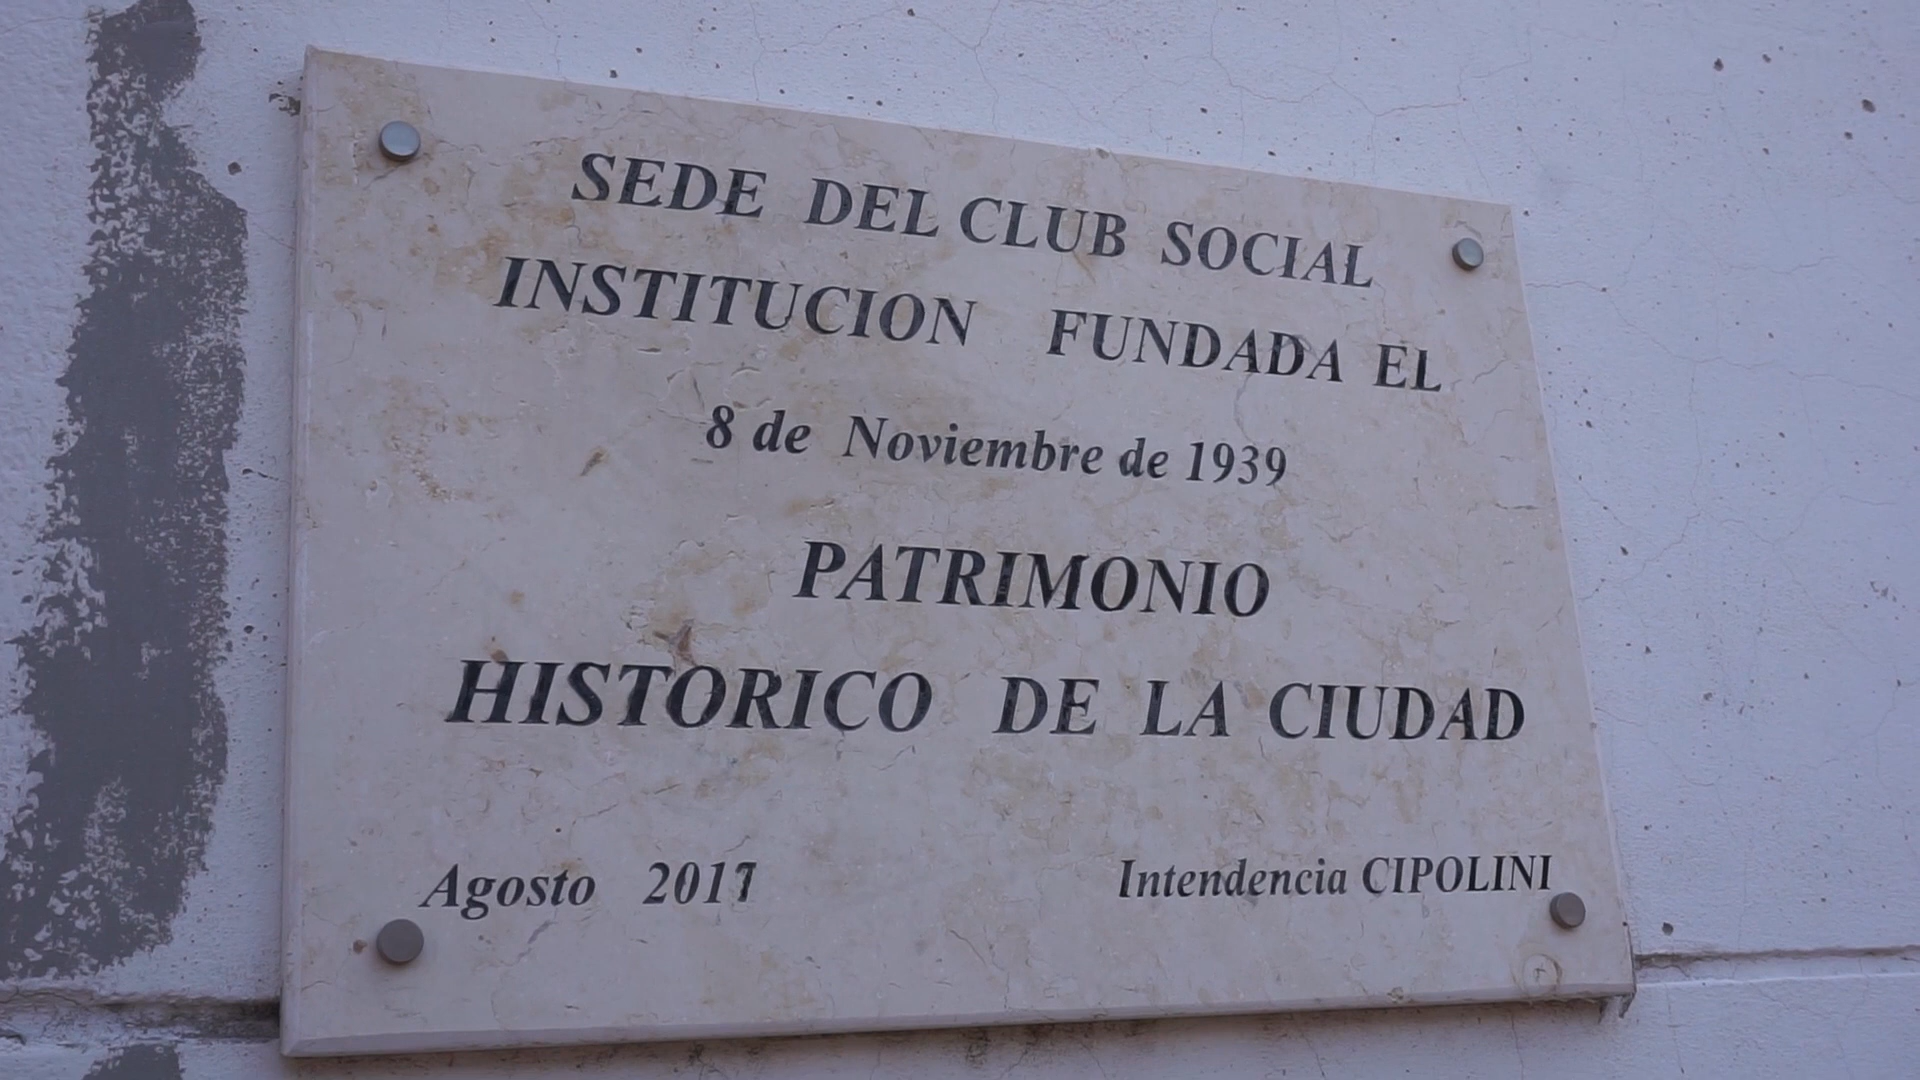 SEDE DEL CLUB SOCIAL
INSTITUCION FUNDADA EL
8 de Noviembre de 1939
PATRIMONIO
HISTORICO DE LA CIUDAD
Agosto 2017 Intendencia CIPOLINI